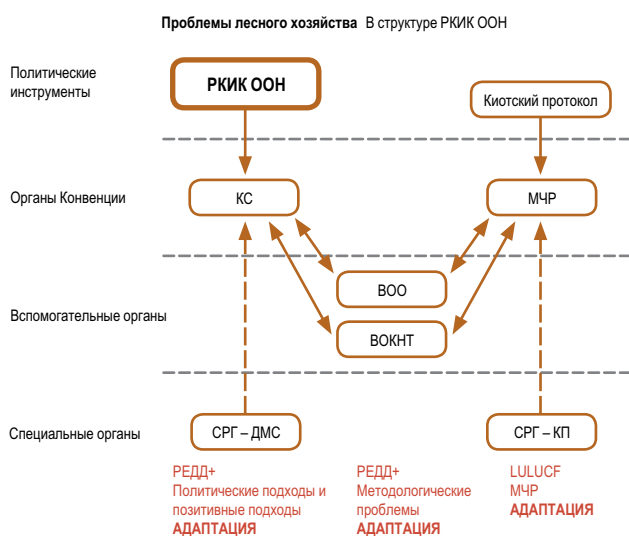 Проблемы лесного хозяйства В структуре РКИК ООН
Политические
инструменты
РКИК ООН
Киотский протокол
Органы Конвенции
КС
МЧР
ВОО
Вспомогательные органы
ВОКНТ
Специальные органы
СРГ – ДМС
СРГ – КП
РЕДД+
Политические подходы и
позитивные подходы
АДАПТАЦИЯ
РЕДД+
Методологические
проблемы
АДАПТАЦИЯ
LULUCF
МЧР
АДАПТАЦИЯ